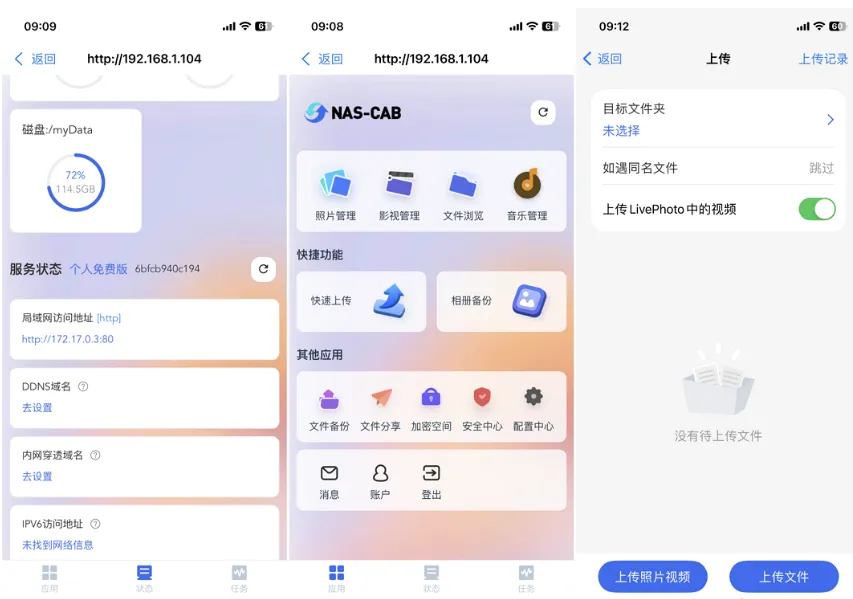 09:09
61
返回
http://192.168.1.104
磁盘:/myData
72%
114.5GB
服务状态 个人免费版 6bfcb940c194
局域网访问地址 [http]
http://172.17.0.3:80
DDNS域名 ?
去设置
内网穿透域名 ?
去设置
IPV6访问地址 ?
未找到网络信息
应用 状态 任务
09:08
61
返回
http://192.168.1.104
NAS-CAB
照片管理 影视管理 文件浏览 音乐管理
快捷功能
快速上传 相册备份
其他应用
文件备份 文件分享 加密空间 安全中心 配置中心
消息 账户 登出
应用 状态 任务
09:12
60
返回 上传 上传记录
目标文件夹
未选择
如遇同名文件 跳过
上传LivePhoto中的视频
没有待上传文件
上传照片视频 上传文件